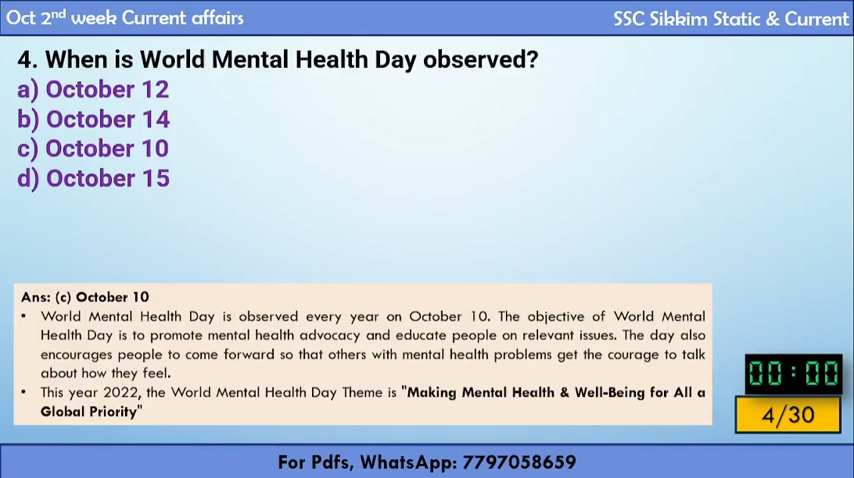 Oct 2nd week Current affairs
SSC Sikkim Static & Current
4. When is World Mental Health Day observed?
a) October 12
b) October 14
c) October 10
d) October 15
Ans: (c) October 10
• World Mental Health Day is observed every year on October 10. The objective of World Mental
Health Day is to promote mental health advocacy and educate people on relevant issues. The day also
encourages people to come forward so that others with mental health problems get the courage to talk
about how they feel.
• This year 2022, the World Mental Health Day Theme is "Making Mental Health & Well-Being for All a
Global Priority"
00:00
4/30
For Pdfs, WhatsApp: 7797058659